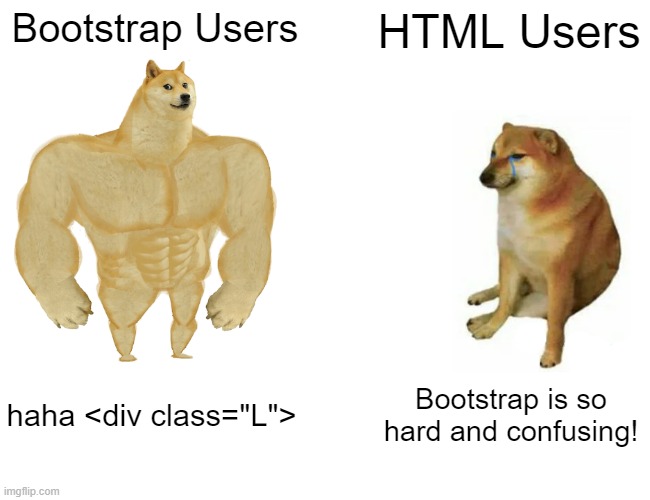 Bootstrap Users
HTML Users
haha <div class="L">
Bootstrap is so
hard and confusing!
imgflip.com